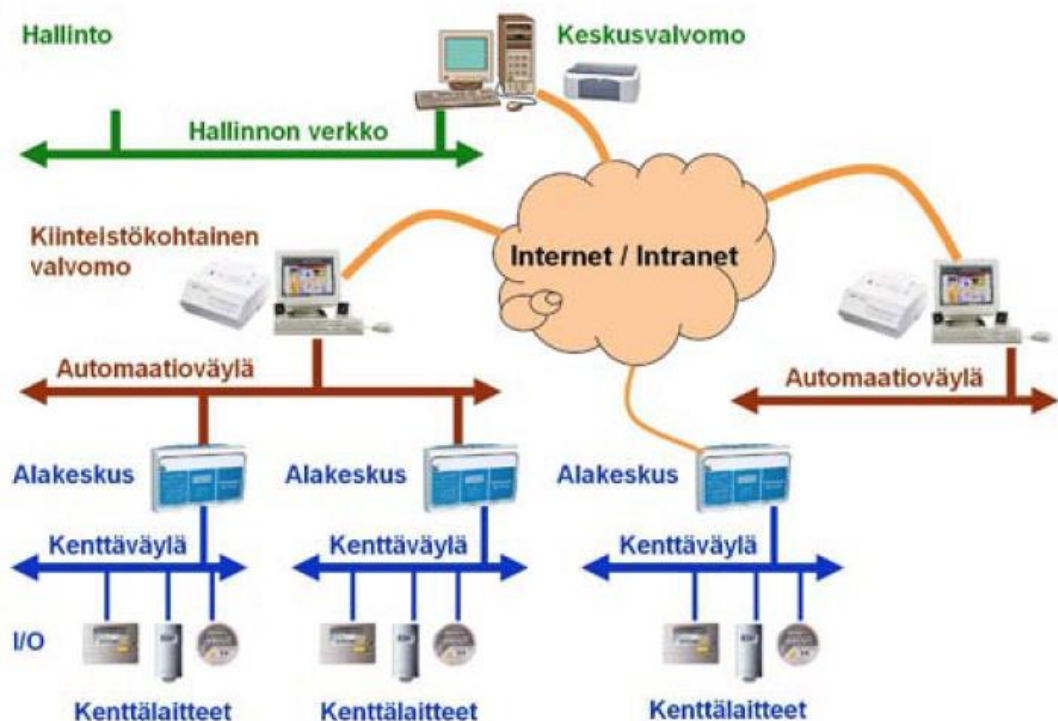 Hallinto
Keskusvalvomo
Hallinnon verkko
Kiinteistökohtainen
valvomo
Internet / Intranet
Automaatioväylä
Automaatioväylä
Alakeskus
Alakeskus
Alakeskus
Kenttäväylä
Kenttäväylä
Kenttäväylä
I/O
Kenttälaitteet
Kenttälaitteet
Kenttälaitteet